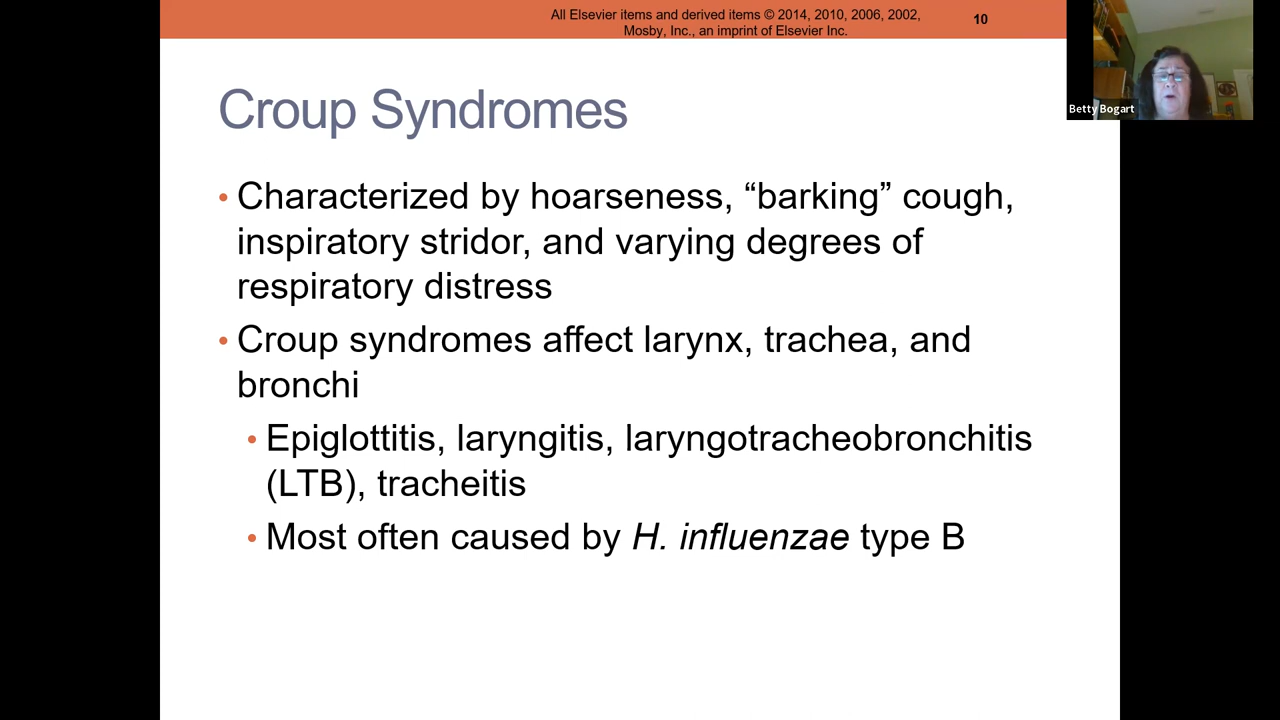 All Elsevier items and derived items © 2014, 2010, 2006, 2002,
Mosby, Inc., an imprint of Elsevier Inc.
10
Betty Bogart
Croup Syndromes
• Characterized by hoarseness, “barking” cough,
inspiratory stridor, and varying degrees of
respiratory distress
• Croup syndromes affect larynx, trachea, and
bronchi
• Epiglottitis, laryngitis, laryngotracheobronchitis
(LTB), tracheitis
• Most often caused by H. influenzae type B